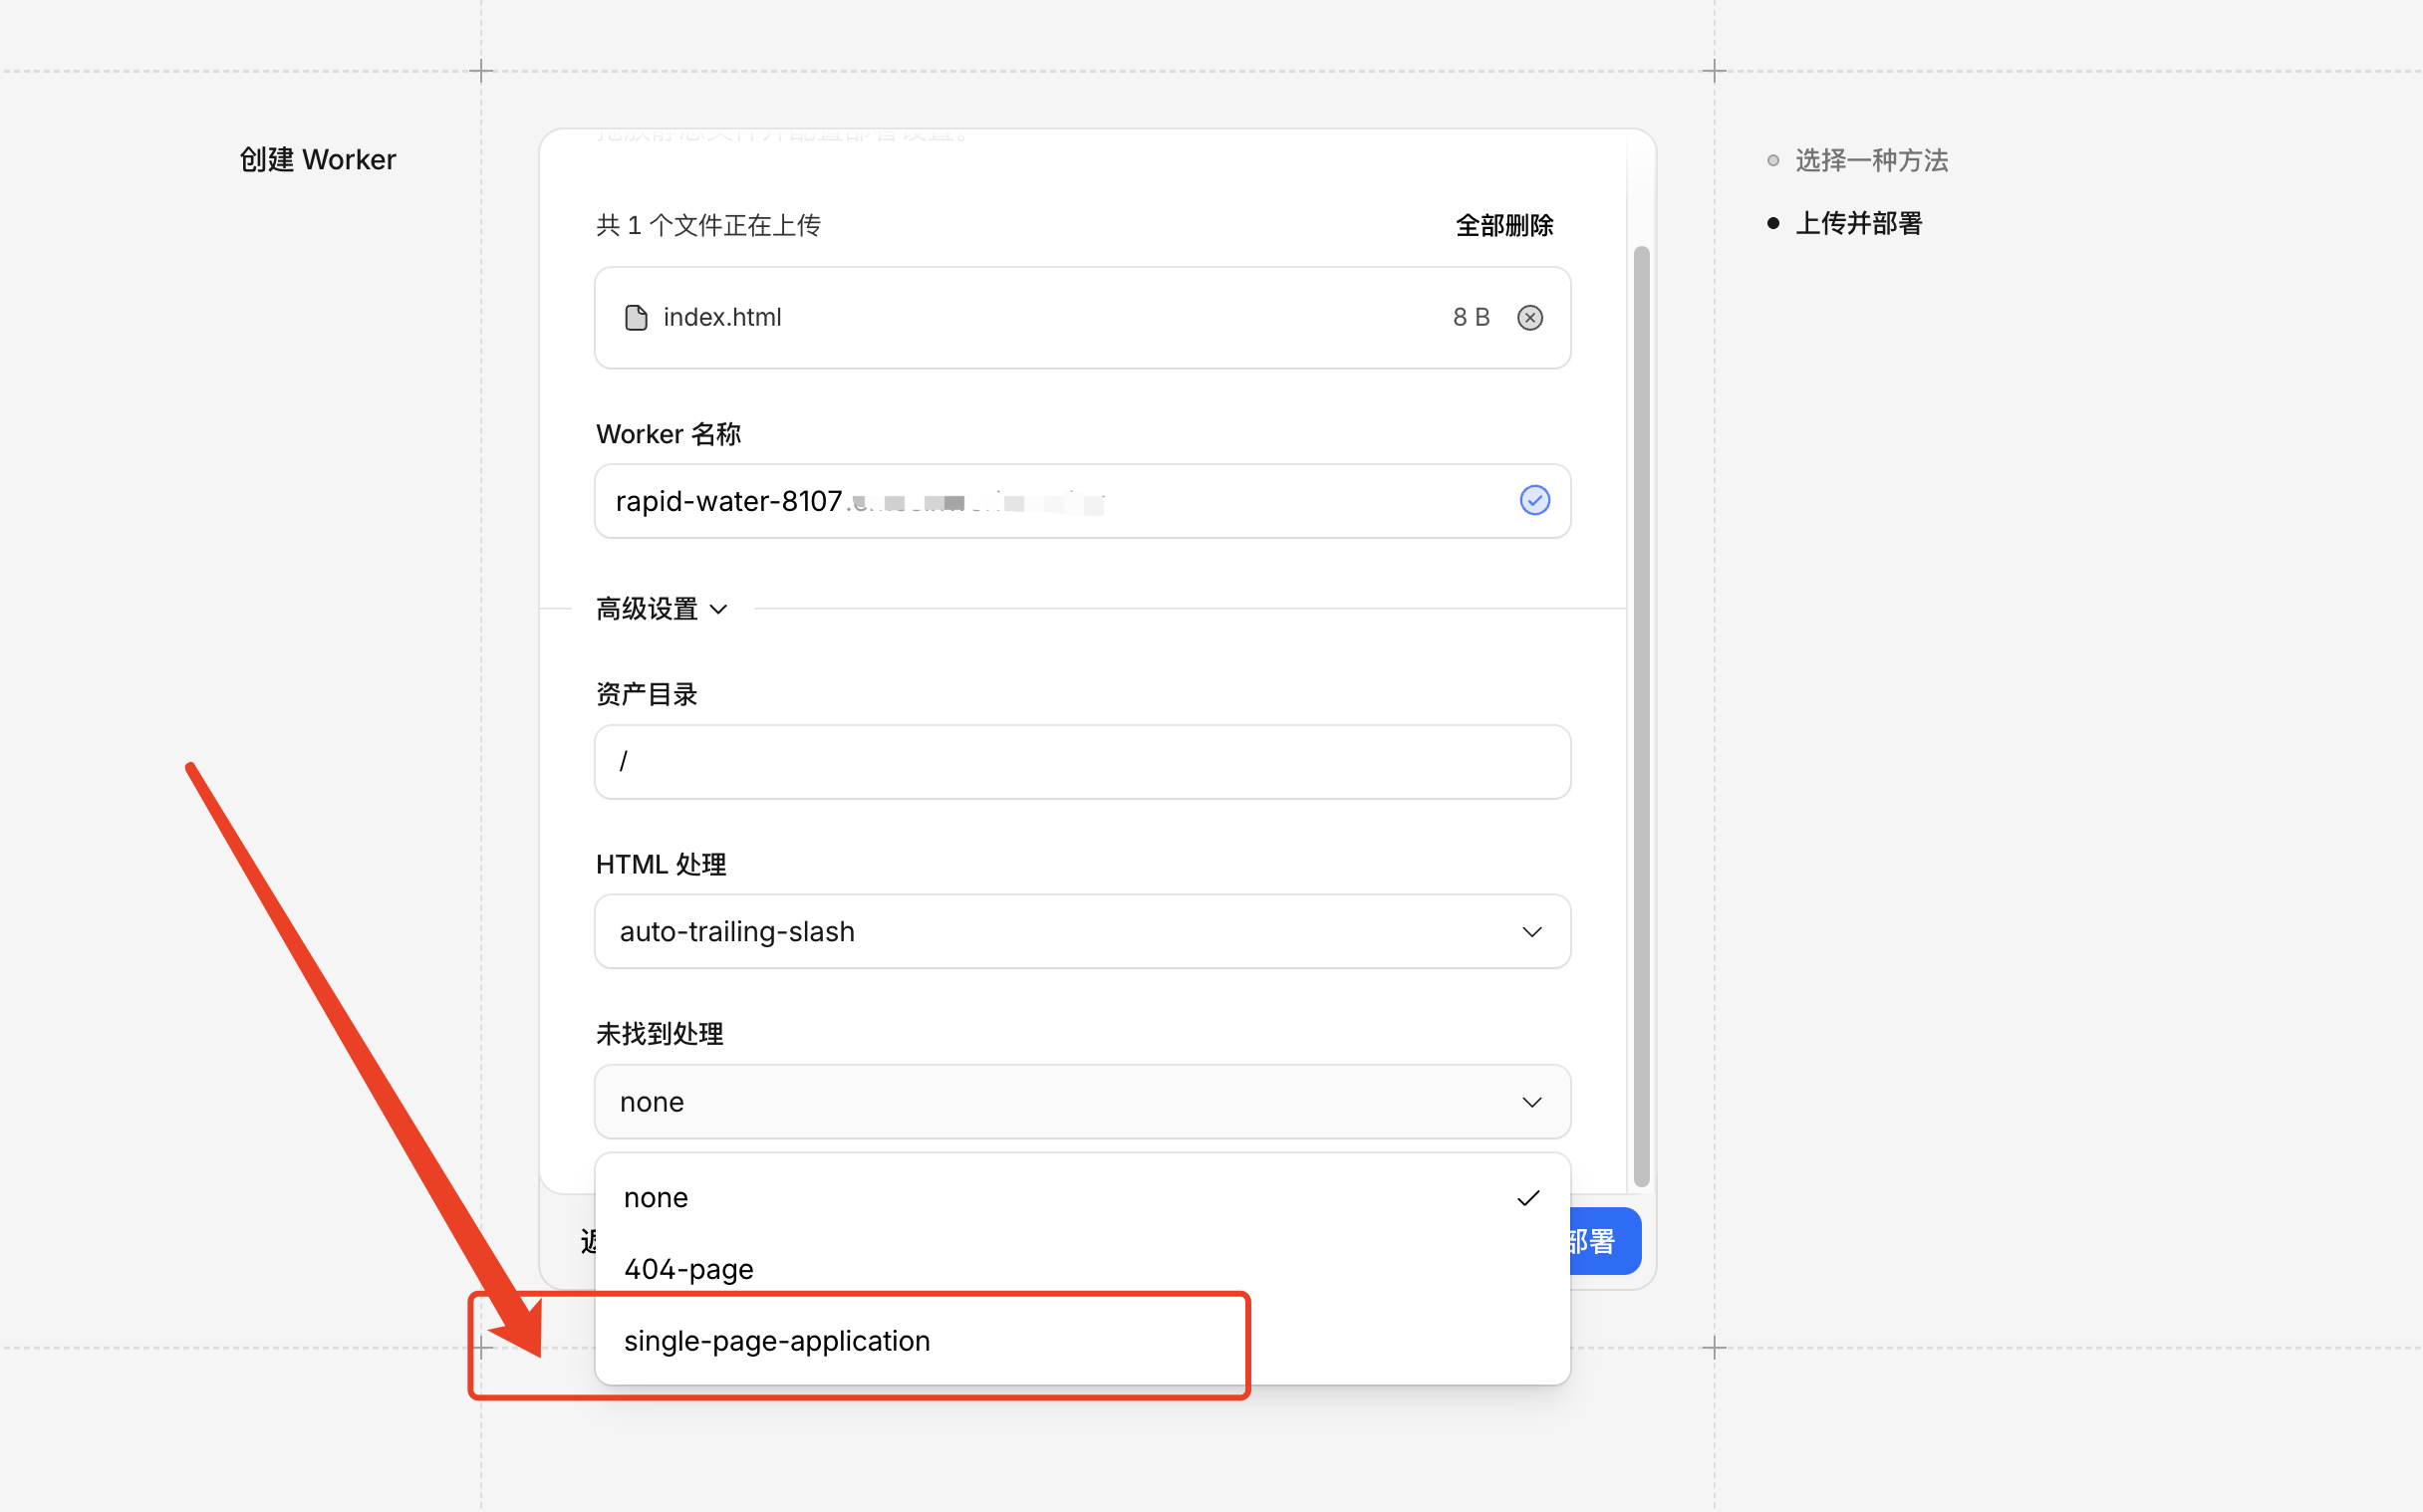 创建 Worker
选择一种方法
上传并部署
共 1 个文件正在上传
全部删除
index.html
8 B
Worker 名称
rapid-water-8107
高级设置
资产目录
/
HTML 处理
auto-trailing-slash
未找到处理
none
none
404-page
部署
single-page-application